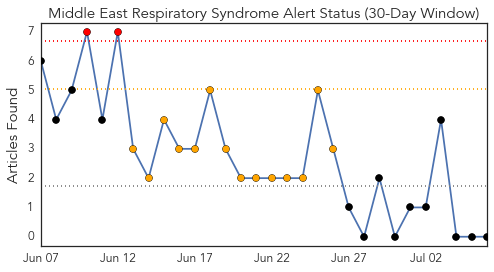 Middle East Respiratory Syndrome Alert Status (30-Day Window)
Articles Found
7
6
5
4
3
2
1
0
Jun 07 Jun 12 Jun 17 Jun 22 Jun 27 Jul 02